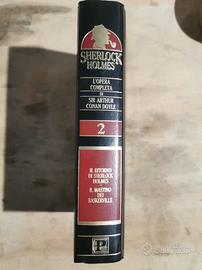 SHERLOCK
HOLMES
L'OPERA
COMPLETA
DI
SIR ARTHUR
CONAN DOYLE
2
IL RITORNO
DI SHERLOCK
HOLMES
IL MASTINO
DEI
BASKERVILLE
P